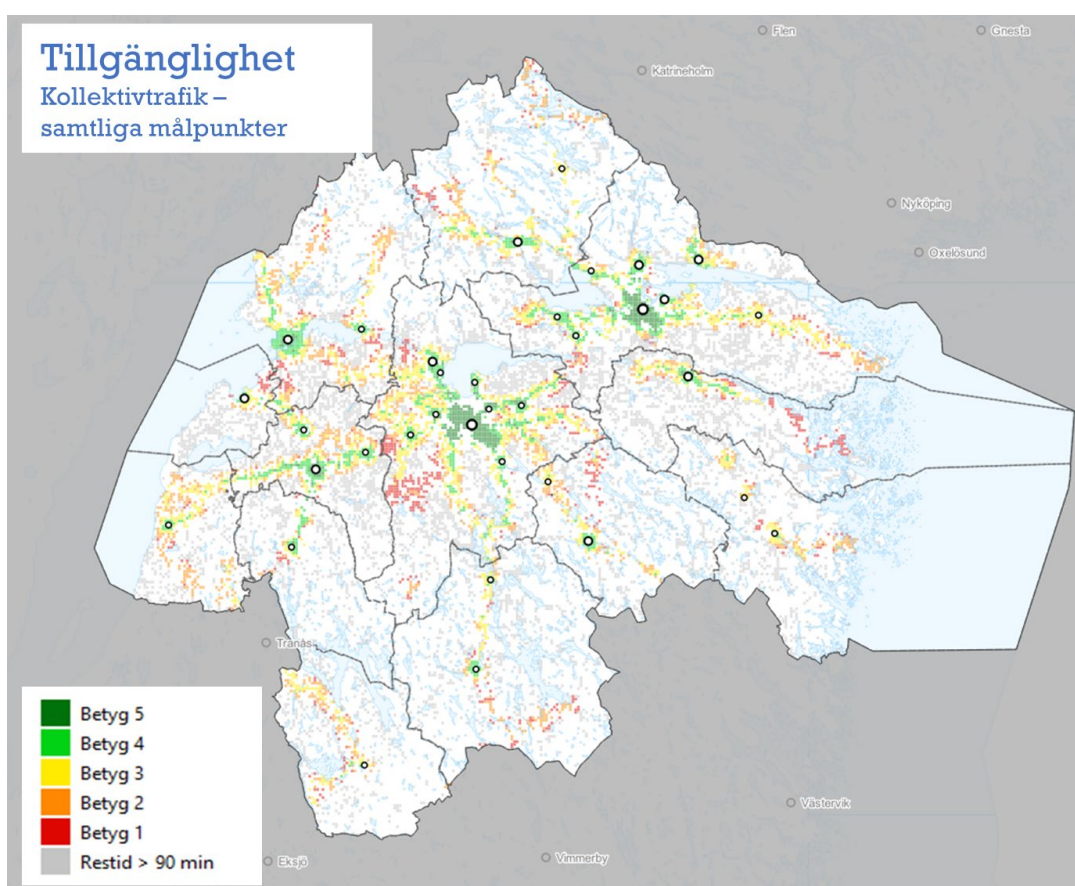 Tillgänglighet
Kollektivtrafik –
samtliga målpunkter
Flen
Gnesta
Katrineholm
Nyköping
Oxelösund
Tranås
Västervik
Eksjö
Vimmerby
Betyg 5
Betyg 4
Betyg 3
Betyg 2
Betyg 1
Restid > 90 min